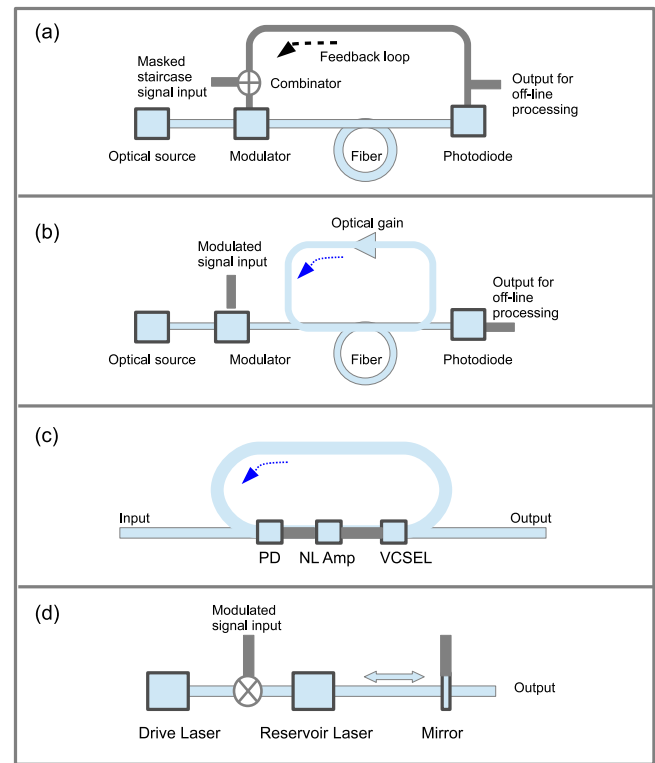 (a)
Feedback loop
Masked
staircase
signal input
Combinator
Output for
off-line
processing
Optical source
Modulator
Fiber
Photodiode
(b)
Optical gain
Modulated
signal input
Output for
off-line
processing
Optical source
Modulator
Fiber
Photodiode
(c)
Input
Output
PD
NL Amp
VCSEL
(d)
Modulated
signal input
Output
Drive Laser
Reservoir Laser
Mirror